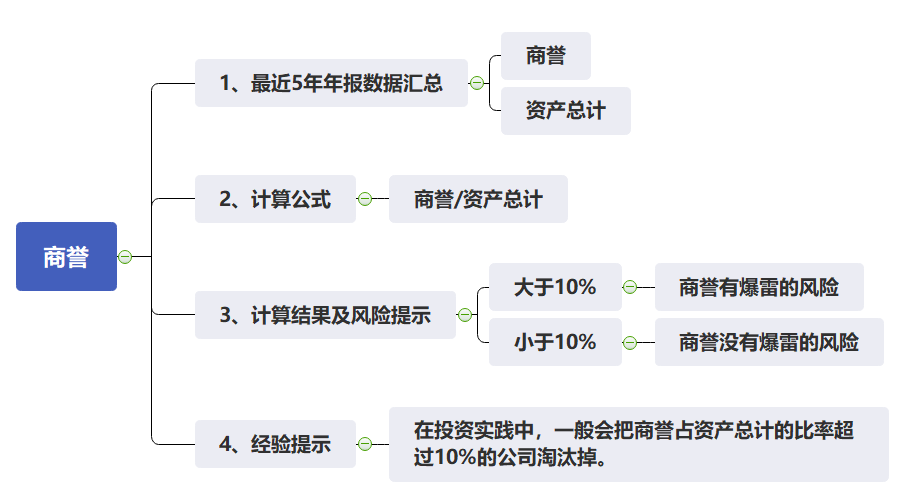 商誉
1、最近5年年报数据汇总
商誉
资产总计
2、计算公式
商誉/资产总计
3、计算结果及风险提示
大于10%
商誉有爆雷的风险
小于10%
商誉没有爆雷的风险
4、经验提示
在投资实践中，一般会把商誉占资产总计的比率超
过10%的公司淘汰掉。